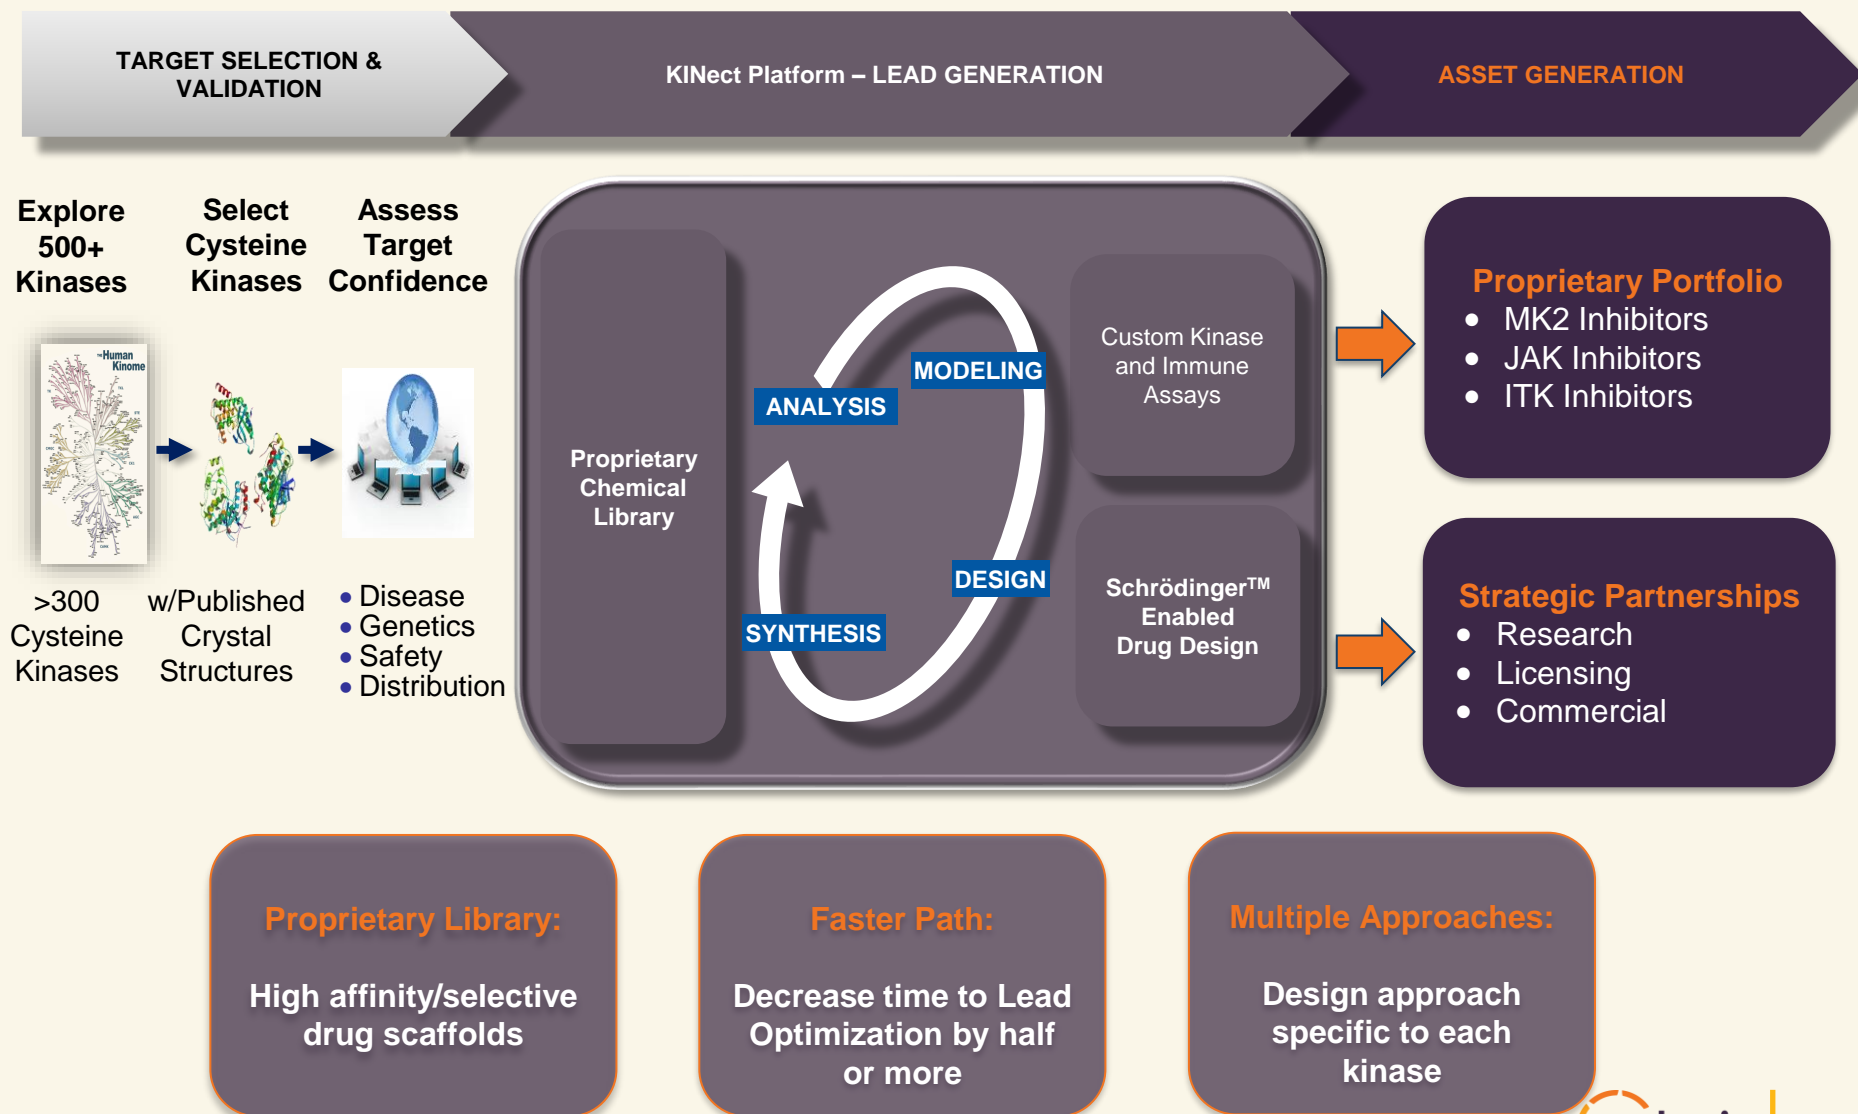 TARGET SELECTION &
VALIDATION
KINect Platform – LEAD GENERATION
ASSET GENERATION
Explore
500+
Kinases
Select
Cysteine
Kinases
Assess
Target
Confidence
THE Human
Kinome
>300
Cysteine
Kinases
w/Published
Crystal
Structures
• Disease
• Genetics
• Safety
• Distribution
Proprietary
Chemical
Library
ANALYSIS
MODELING
DESIGN
SYNTHESIS
Custom Kinase
and Immune
Assays
Schrödinger™
Enabled
Drug Design
Proprietary Portfolio
• MK2 Inhibitors
• JAK Inhibitors
• ITK Inhibitors
Strategic Partnerships
• Research
• Licensing
• Commercial
Proprietary Library:
High affinity/selective
drug scaffolds
Faster Path:
Decrease time to Lead
Optimization by half
or more
Multiple Approaches:
Design approach
specific to each
kinase